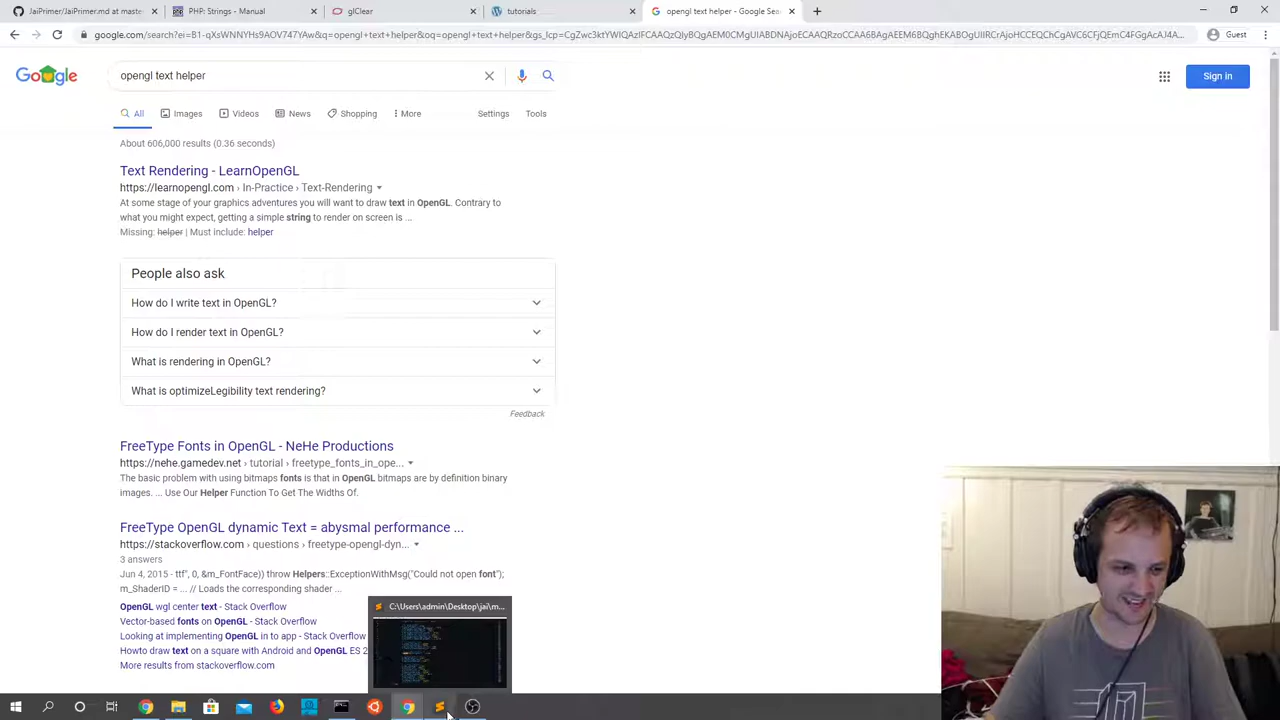 JaiPrimer/JaiPrimer.md at master
PHP: Strings - Manual
glClear
tutorials
opengl text helper - Google Sea
google.com/search?ei=B1-qXsWNNYHs9AOV747YAw&q=opengl+text+helper&oq=opengl+text+helper&gs_lcp=
Guest
Google
opengl text helper
Sign in
All
Images
Videos
News
Shopping
More
Settings
Tools
About 606,000 results (0.36 seconds)
Text Rendering - LearnOpenGL
https://learnopengl.com › In-Practice › Text-Rendering
At some stage of your graphics adventures you will want to draw text in OpenGL. Contrary to
what you might expect, getting a simple string to render on screen is ...
Missing: helper | Must include: helper
People also ask
How do I write text in OpenGL?
How do I render text in OpenGL?
What is rendering in OpenGL?
What is optimizeLegibility text rendering?
Feedback
FreeType Fonts in OpenGL - NeHe Productions
https://nehe.gamedev.net › tutorial › freetype_fonts_in_ope...
The basic problem with using bitmaps fonts is that in OpenGL bitmaps are by definition binary
images. ... Use Our Helper Function To Get The Widths Of.
FreeType OpenGL dynamic Text = abysmal performance ...
https://stackoverflow.com › questions › freetype-opengl-dyn...
3 answers
Jun 4, 2015 - ttf", 0, &m_FontFace)) throw Helpers::ExceptionWithMsg("Could not open font");
m_ShaderID = ... // Loads the corresponding shader ...
OpenGL wgl center text - Stack Overflow
Vector-based fonts on OpenGL - Stack Overflow
Looking at implementing OpenGL in to app - Stack Overflow
Howto draw text on a square with Android and OpenGL ES 2
More results from stackoverflow.com
C:\Users\admin\Desktop\jai\m...